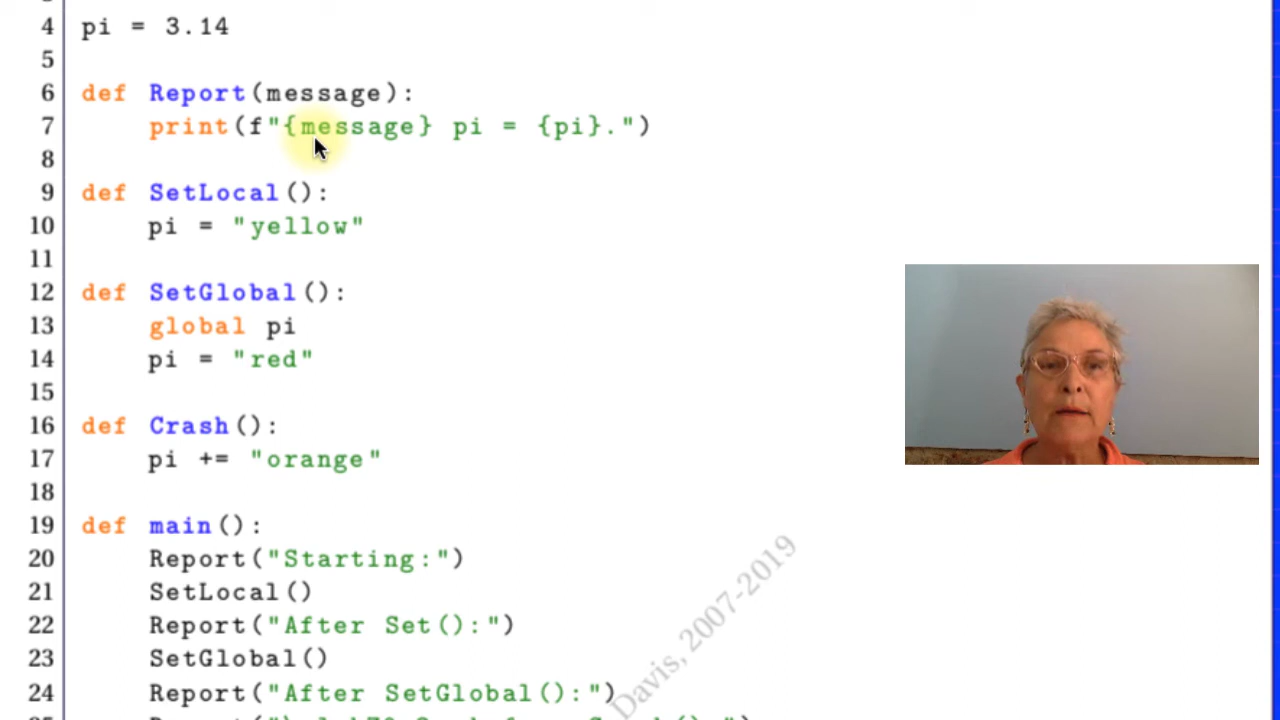 4 pi = 3.14
5
6 def Report(message):
7 print(f"{message} pi = {pi}.")
8
9 def SetLocal():
10 pi = "yellow"
11
12 def SetGlobal():
13 global pi
14 pi = "red"
15
16 def Crash():
17 pi += "orange"
18
19 def main():
20 Report("Starting:")
21 SetLocal()
22 Report("After Set():")
23 SetGlobal()
24 Report("After SetGlobal():")
Davis, 2007-2019